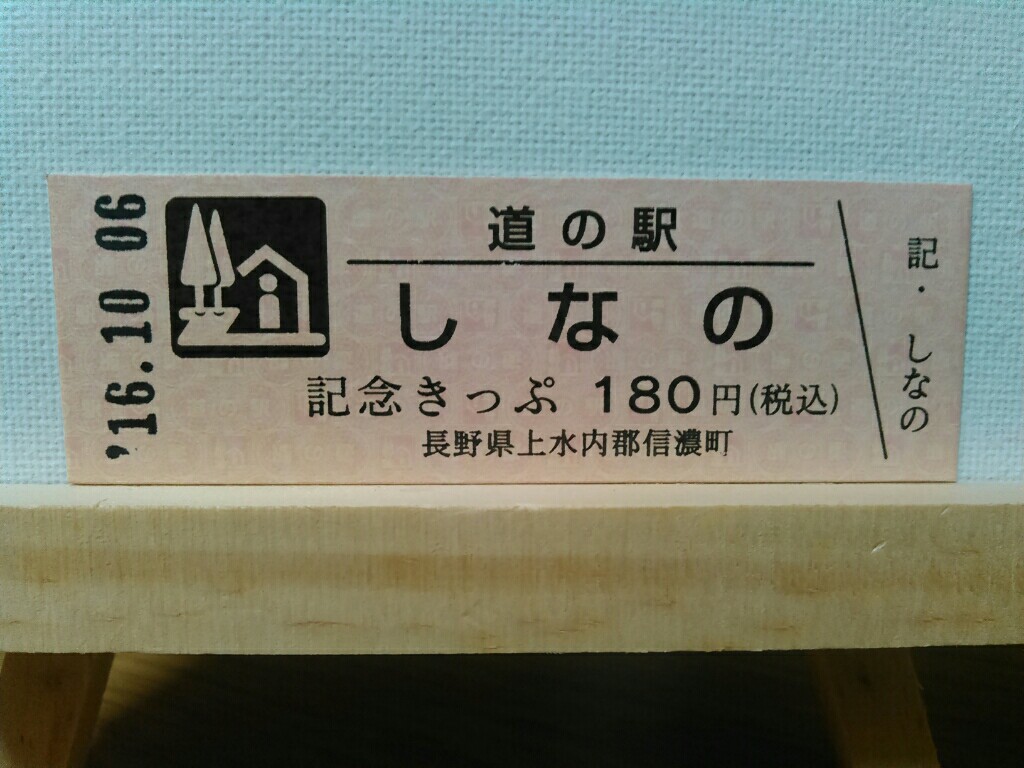 '16.10 06
道の駅
しなの
記念きっぷ 180円(税込)
長野県上水内郡信濃町
記・しなの